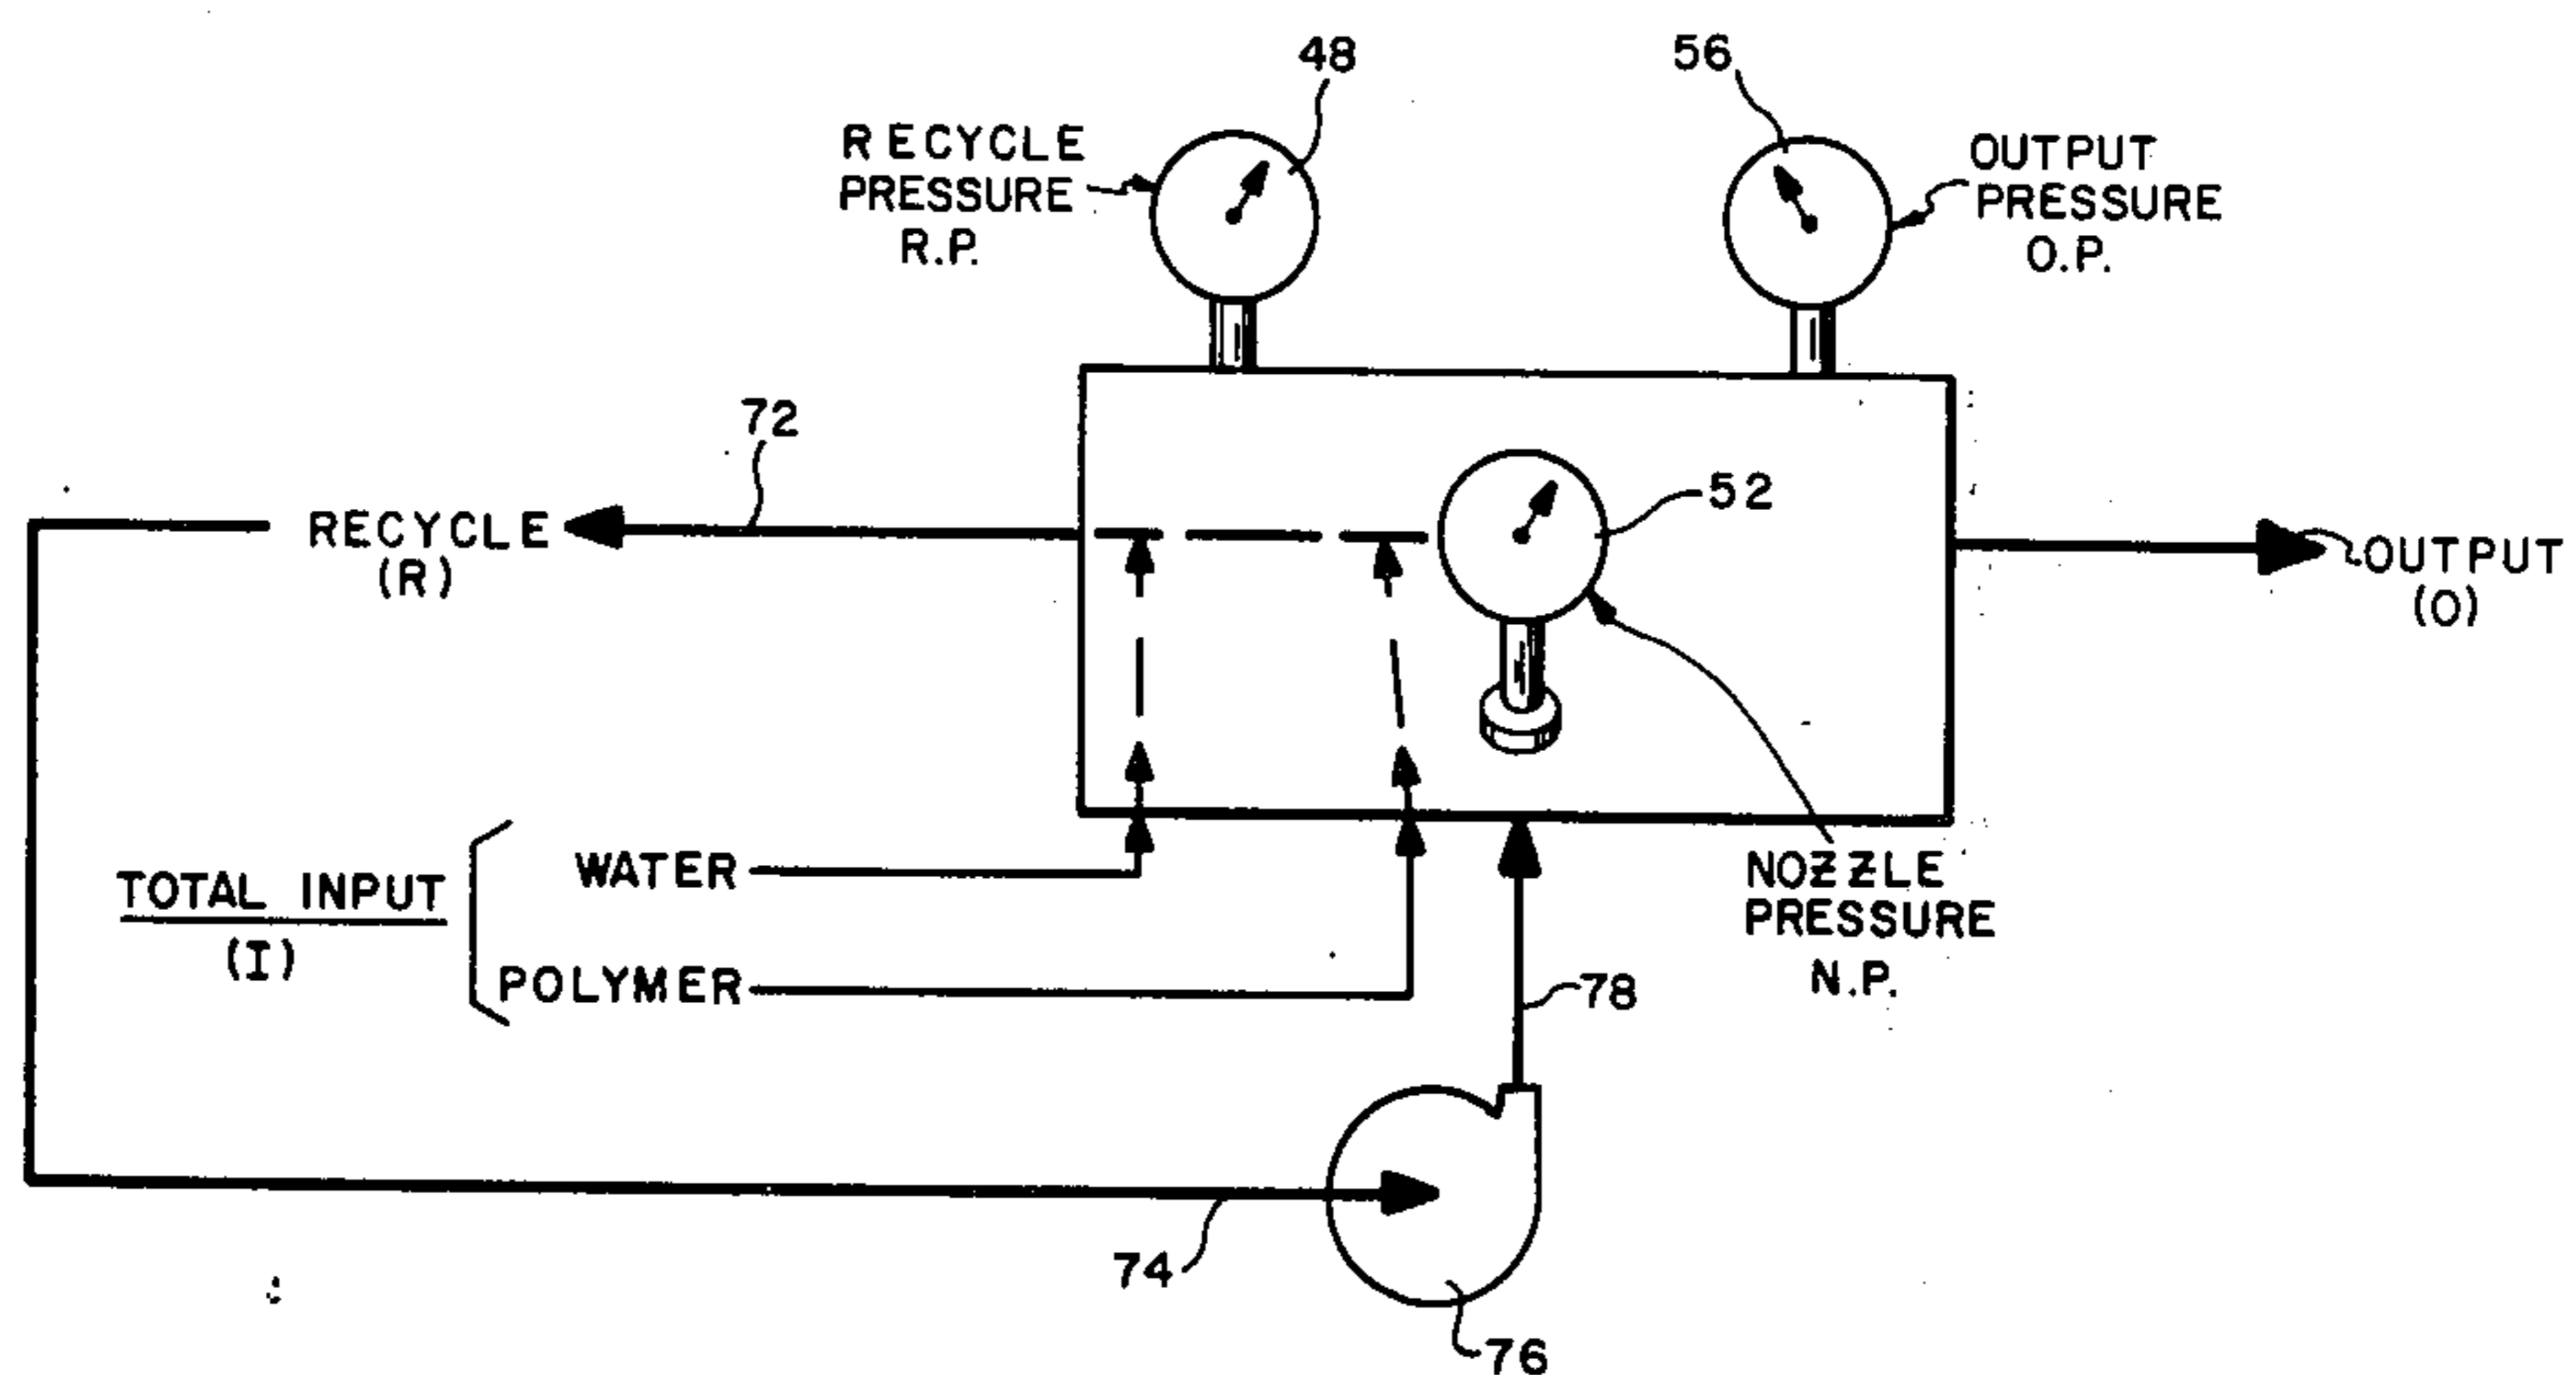 48
56
RECYCLE
PRESSURE
R.P.
OUTPUT
PRESSURE
O.P.
72
52
RECYCLE
(R)
OUTPUT
(O)
TOTAL INPUT
(I)
WATER
POLYMER
NOZZLE
PRESSURE
N.P.
78
74
76